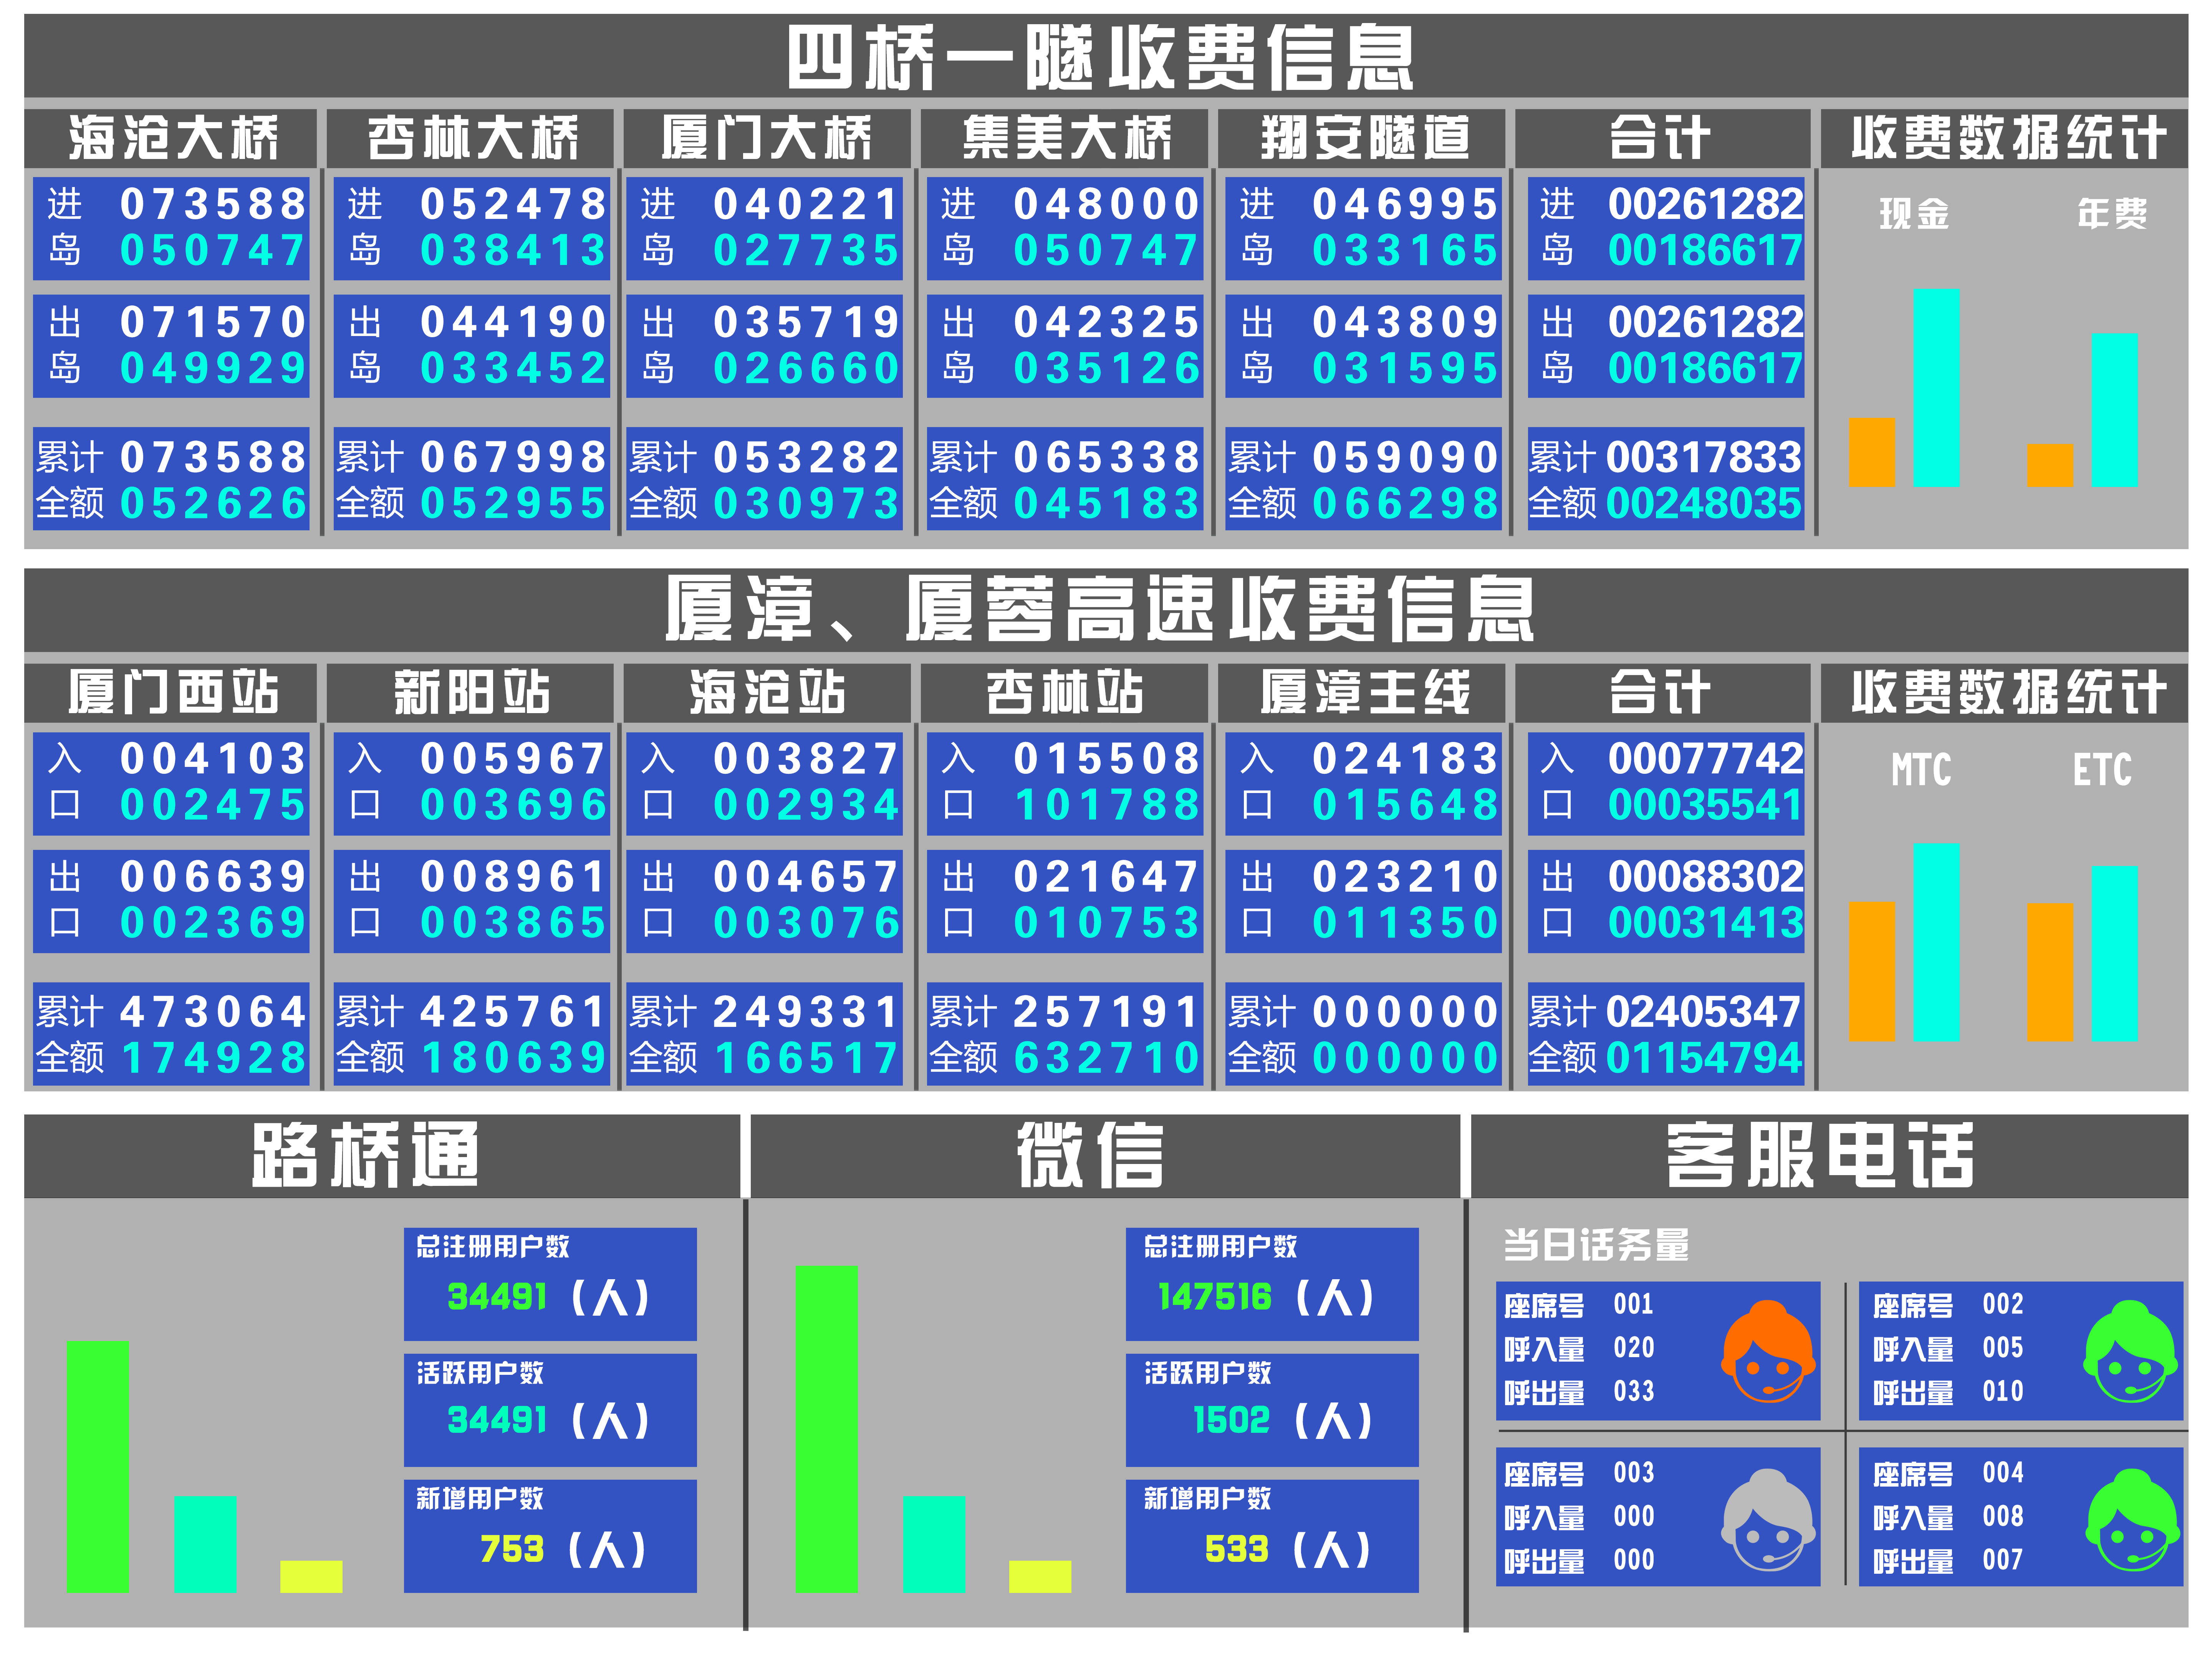 四桥一隧收费信息
海沧大桥 杏林大桥 厦门大桥 集美大桥 翔安隧道 合计 收费数据统计
进 073588 进 052478 进 040221 进 048000 进 046995 进 00261282 现金 年费
岛 050747 岛 038413 岛 027735 岛 050747 岛 033165 岛 00186617
出 071570 出 044190 出 035719 出 042325 出 043809 出 00261282
岛 049929 岛 033452 岛 026660 岛 035126 岛 031595 岛 00186617
累计 073588 累计 067998 累计 053282 累计 065338 累计 059090 累计 00317833
全额 052626 全额 052955 全额 030973 全额 045183 全额 066298 全额 00248035
厦漳、厦蓉高速收费信息
厦门西站 新阳站 海沧站 杏林站 厦漳主线 合计 收费数据统计
入 004103 入 005967 入 003827 入 015508 入 024183 入 00077742 MTC ETC
口 002475 口 003696 口 002934 口 101788 口 015648 口 00035541
出 006639 出 008961 出 004657 出 021647 出 023210 出 00088302
口 002369 口 003865 口 003076 口 010753 口 011350 口 00031413
累计 473064 累计 425761 累计 249331 累计 257191 累计 000000 累计 02405347
全额 174928 全额 180639 全额 166517 全额 632710 全额 000000 全额 01154794
路桥通
总注册用户数
34491 (人)
活跃用户数
34491 (人)
新增用户数
753 (人)
微信
总注册用户数
147516 (人)
活跃用户数
1502 (人)
新增用户数
533 (人)
客服电话
当日话务量
座席号 001
呼入量 020
呼出量 033
座席号 002
呼入量 005
呼出量 010
座席号 003
呼入量 000
呼出量 000
座席号 004
呼入量 008
呼出量 007